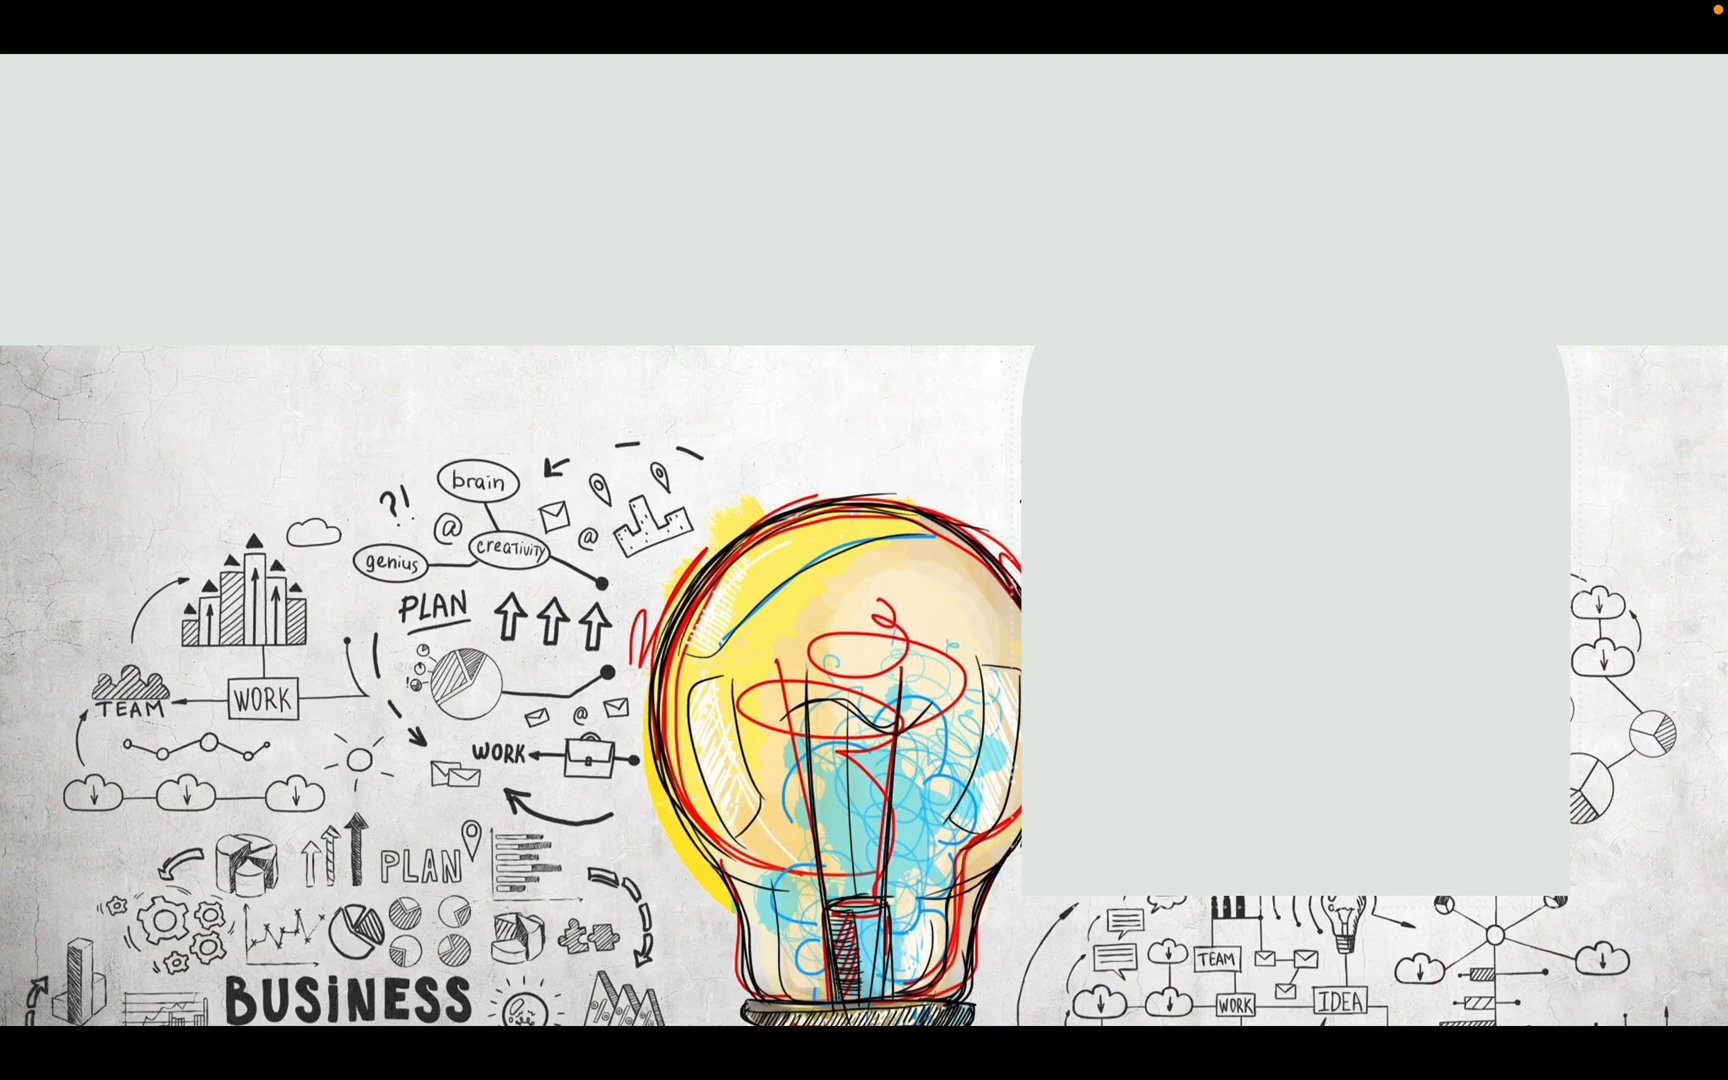 brain
?!
@
creativity
@
genius
PLAN
WORK
TEAM
@
WORK
PLAN
BUSINESS
TEAM
WORK
IDEA